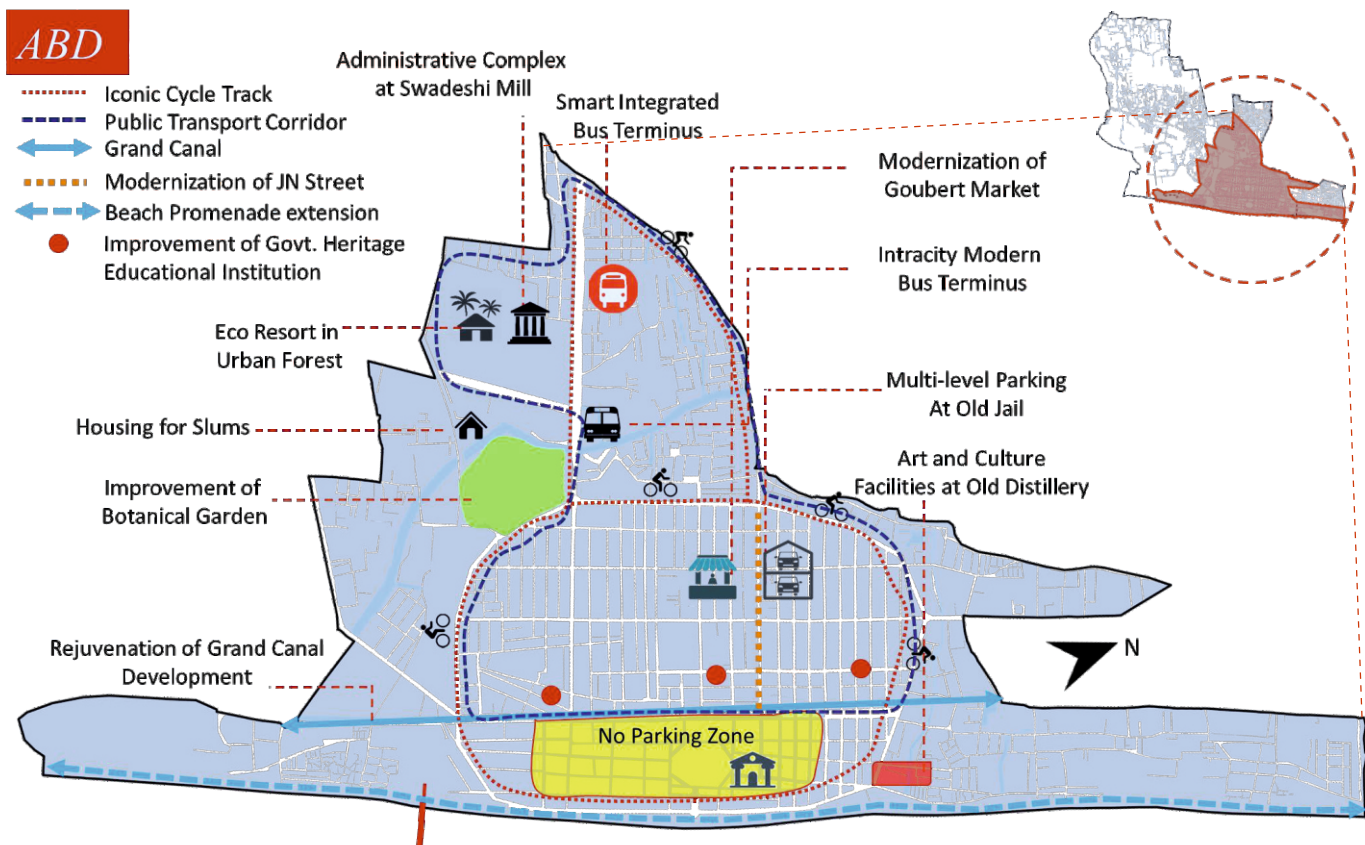 ABD
Iconic Cycle Track
Public Transport Corridor
Grand Canal
Modernization of JN Street
Beach Promenade extension
Improvement of Govt. Heritage
Educational Institution
Administrative Complex
at Swadeshi Mill
Smart Integrated
Bus Terminus
Modernization of
Goubert Market
Intracity Modern
Bus Terminus
Eco Resort in
Urban Forest
Multi-level Parking
At Old Jail
Housing for Slums
Art and Culture
Facilities at Old Distillery
Improvement of
Botanical Garden
Rejuvenation of Grand Canal
Development
N
No Parking Zone